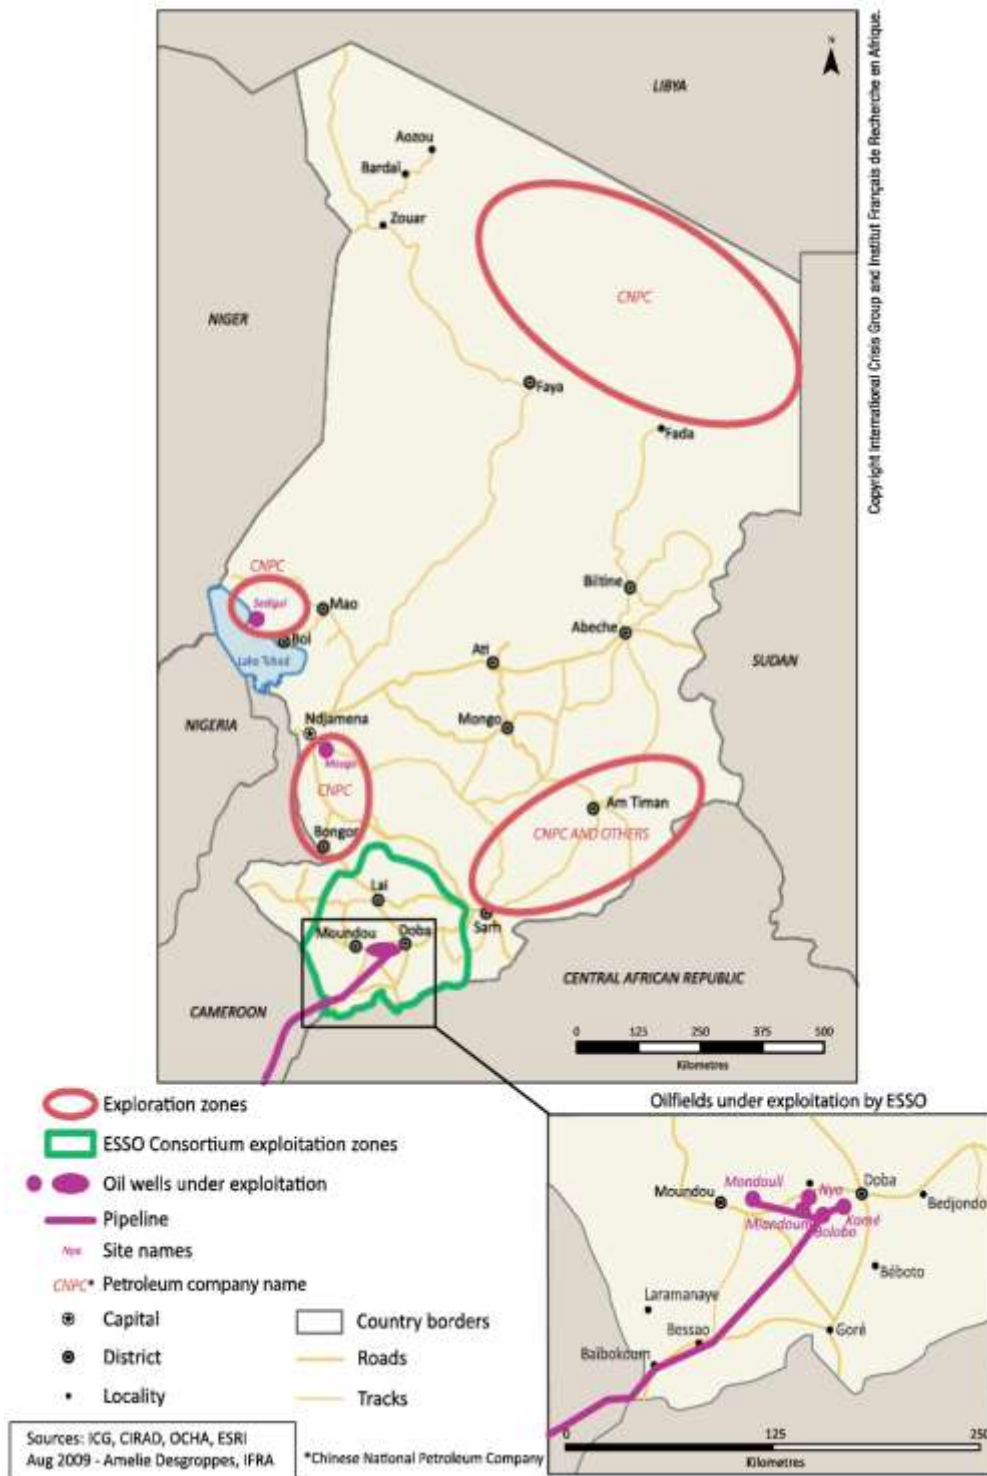 Copyright International Crisis Group and Institut Français de Recherche en Afrique.
N
LIBYA
Aozou
Bardaï
Zouar
CNPC
NIGER
Faya
Fada
CNPC
Sedigui
Mao
Bol
Lake Tchad
Biltine
Abeche
Ati
SUDAN
Ndjamena
Mongo
NIGERIA
CNPC
Am Timan
CNPC AND OTHERS
Bongor
Lai
Sarh
Moundou
Doba
CENTRAL AFRICAN REPUBLIC
CAMEROON
0 125 250 375 500
Kilometres
Exploration zones
ESSO Consortium exploitation zones
Oil wells under exploitation
Pipeline
Nya Site names
CNPC* Petroleum company name
Capital
District
Locality
Country borders
Roads
Tracks
Sources: ICG, CIRAD, OCHA, ESRI
Aug 2009 - Amelie Desgroppes, IFRA
*Chinese National Petroleum Company
Oilfields under exploitation by ESSO
Moundou
Mondouli
Nya
Doba
Bedjondo
Miandoum
Bolobo
Komé
Béboto
Laramanaye
Bessao
Goré
Baïbokoum
0 125 250
Kilometres